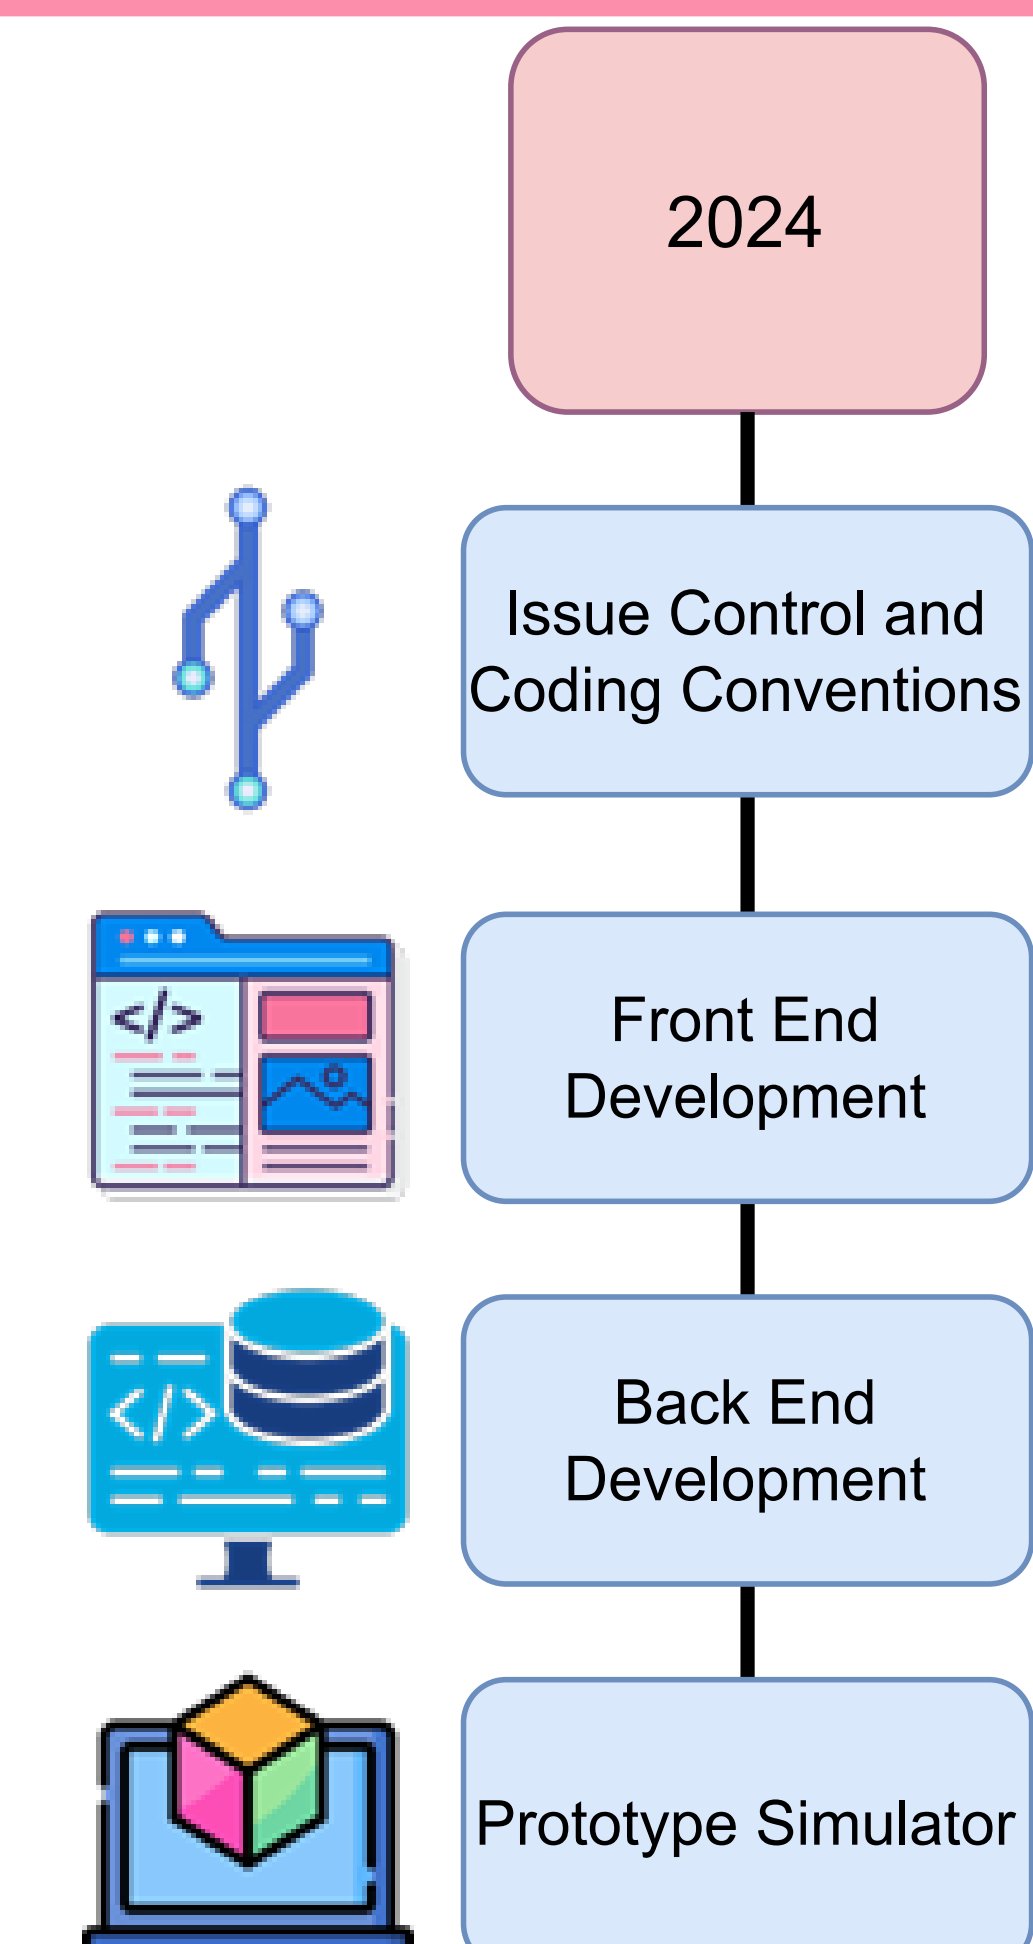 2024
Issue Control and
Coding Conventions
</>
Front End
Development
</>
Back End
Development
Prototype Simulator